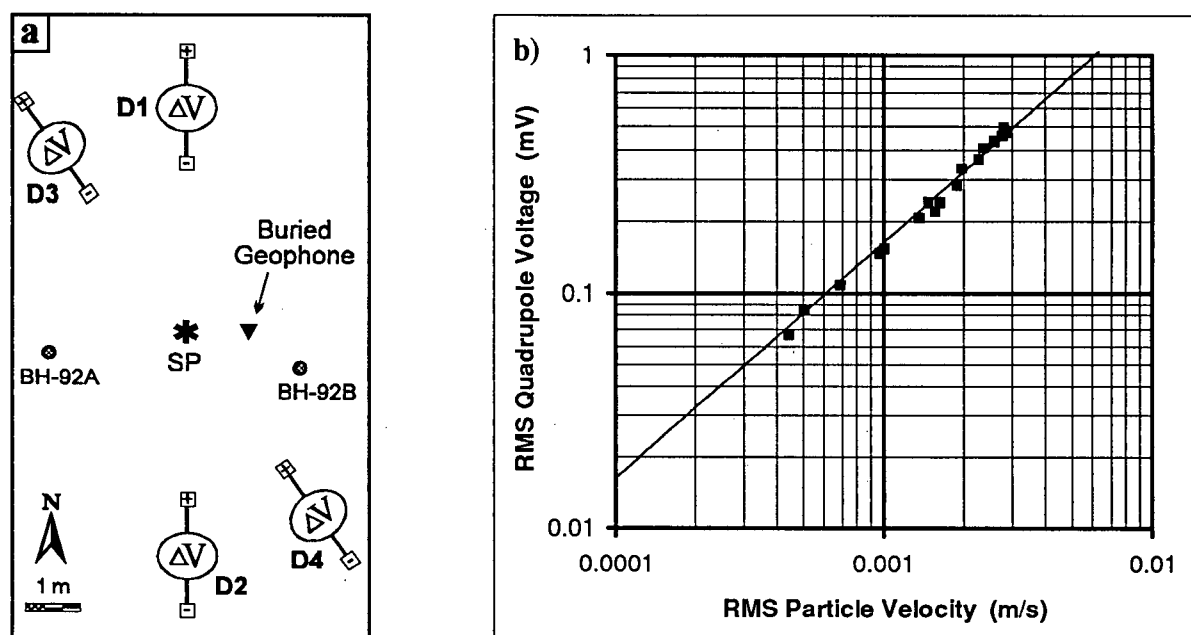 a
+
D1
ΔV
-
+
ΔV
-
D3
Buried
Geophone
SP
BH-92A
BH-92B
N
1 m
+
ΔV
-
D2
+
ΔV
-
D4
b)
RMS Quadrupole Voltage (mV)
1
0.1
0.01
0.0001
0.001
0.01
RMS Particle Velocity (m/s)